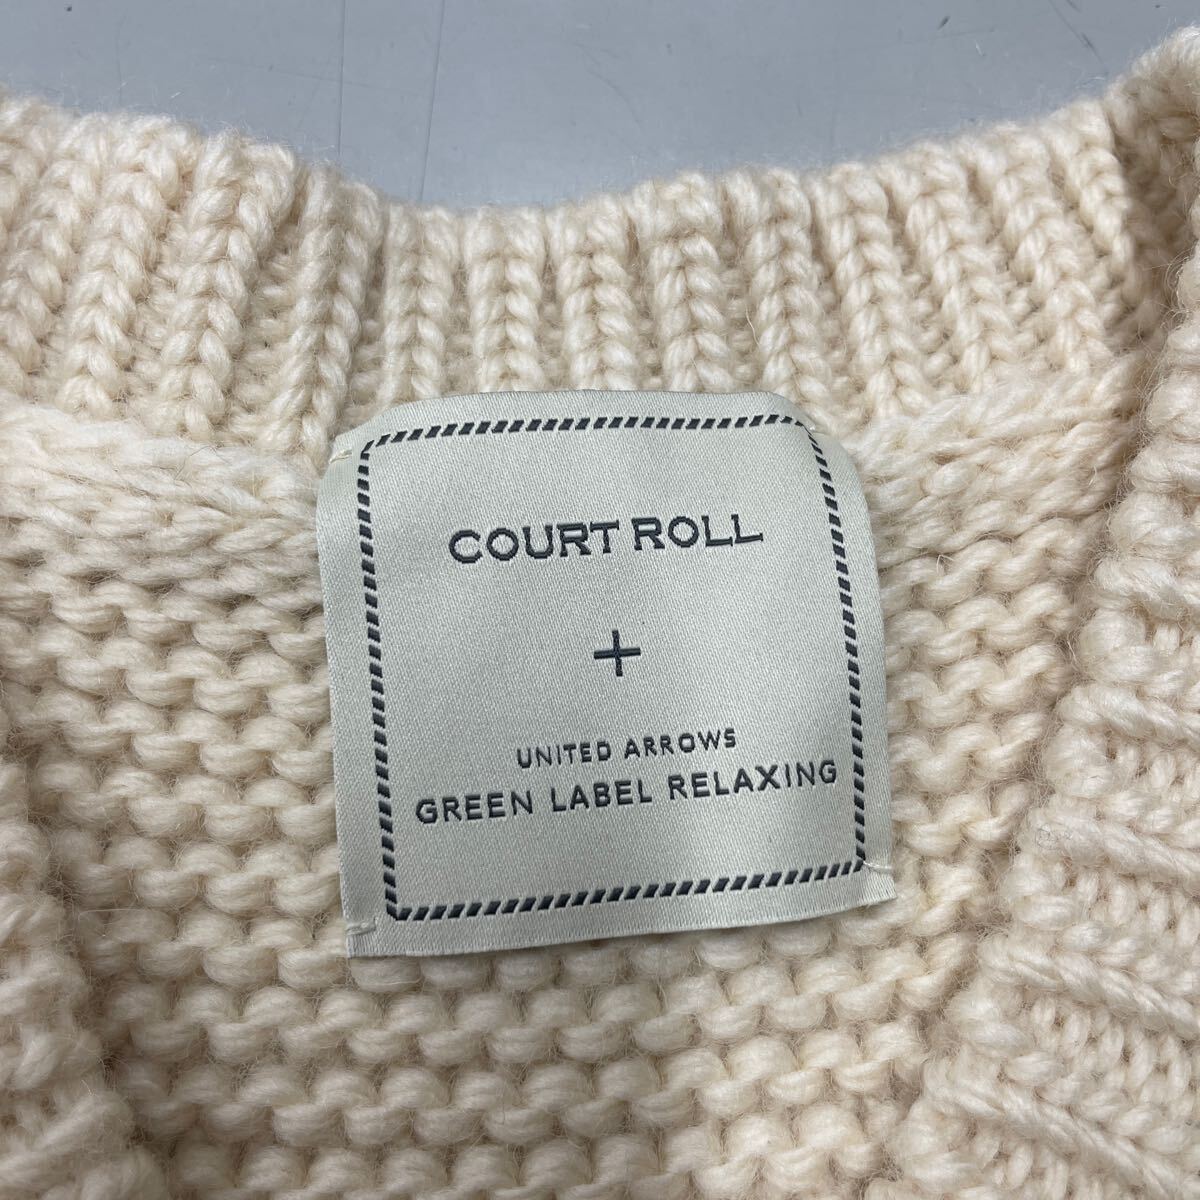 COURT ROLL
+
UNITED ARROWS
GREEN LABEL RELAXING